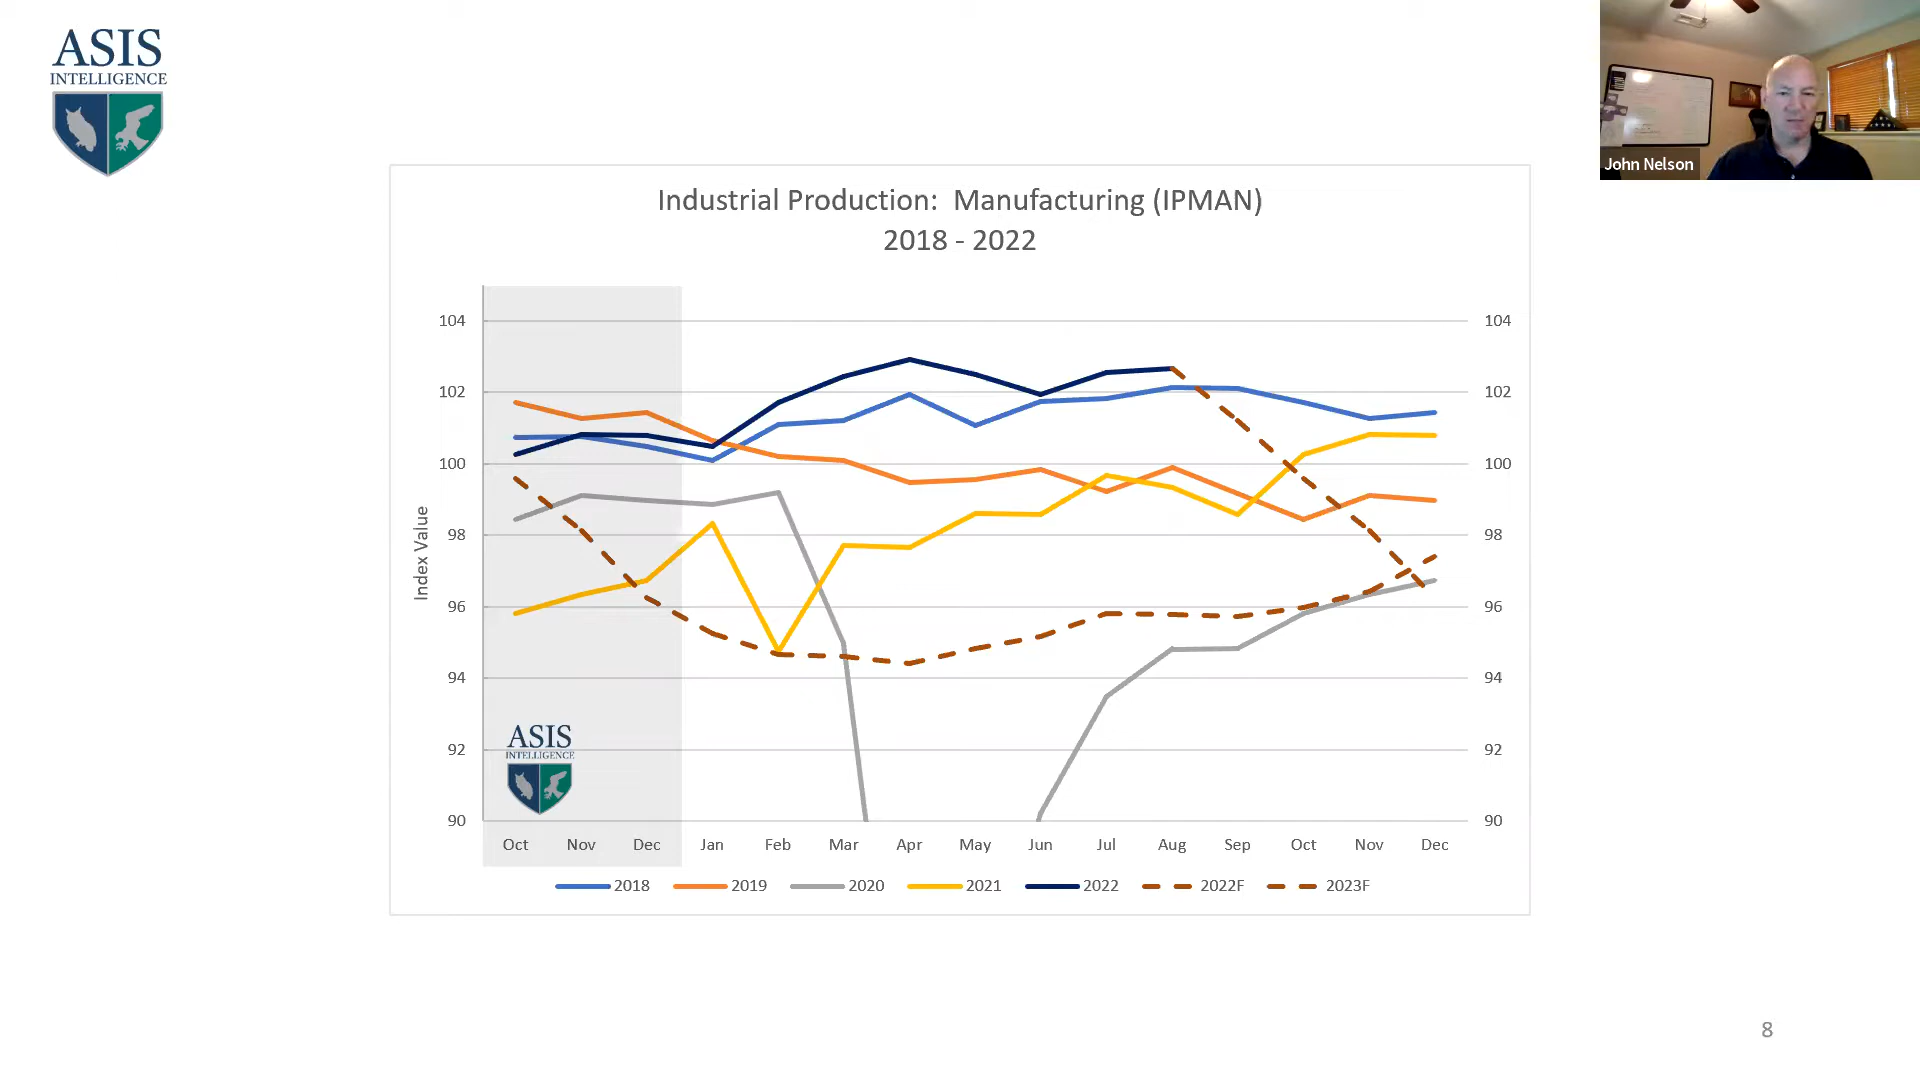 ASIS
INTELLIGENCE
John Nelson
Industrial Production: Manufacturing (IPMAN)
2018 - 2022
Index Value
104
102
100
98
96
94
92
90
104
102
100
98
96
94
92
90
ASIS
INTELLIGENCE
Oct Nov Dec Jan Feb Mar Apr May Jun Jul Aug Sep Oct Nov Dec
2018 2019 2020 2021 2022 2022F 2023F
8